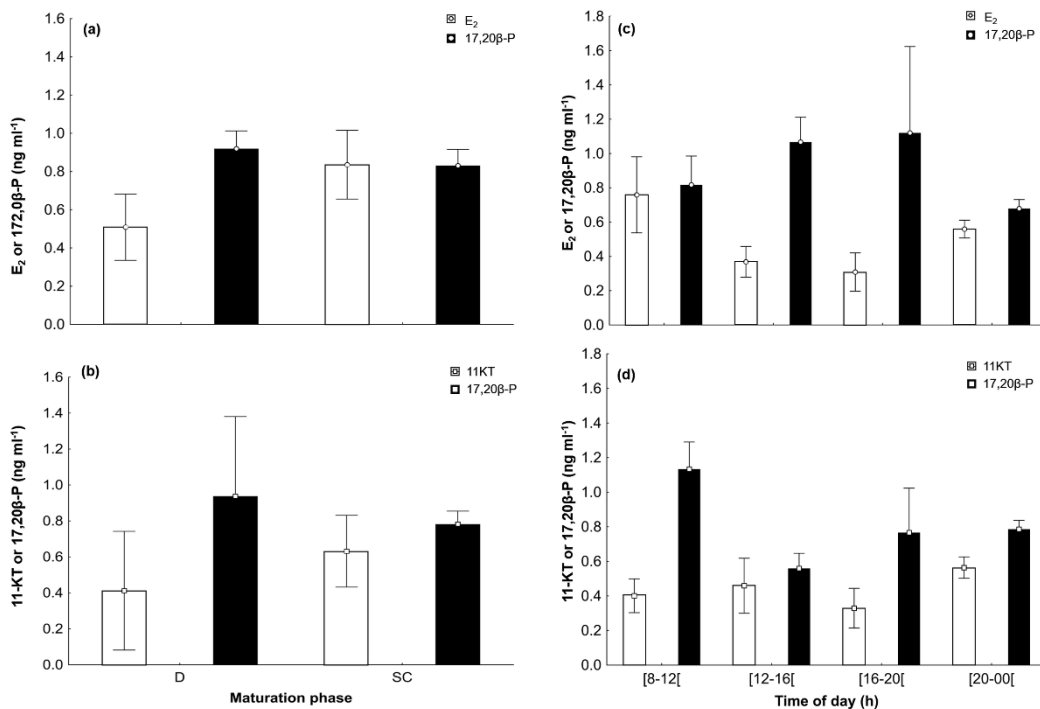 (a)
E2
17,20β-P
1.6
1.4
1.2
1.0
0.8
0.6
0.4
0.2
0.0
E2 or 172,0β-P (ng ml-1)
(b)
11KT
17,20β-P
1.6
1.4
1.2
1.0
0.8
0.6
0.4
0.2
0.0
11-KT or 17,20β-P (ng ml-1)
D SC
Maturation phase
(c)
E2
17,20β-P
1.8
1.6
1.4
1.2
1.0
0.8
0.6
0.4
0.2
0.0
E2 or 17,20β-P (ng ml-1)
(d)
11KT
17,20β-P
1.8
1.6
1.4
1.2
1.0
0.8
0.6
0.4
0.2
0.0
11-KT or 17,20β-P (ng ml-1)
[8-12[ [12-16[ [16-20[ [20-00[
Time of day (h)